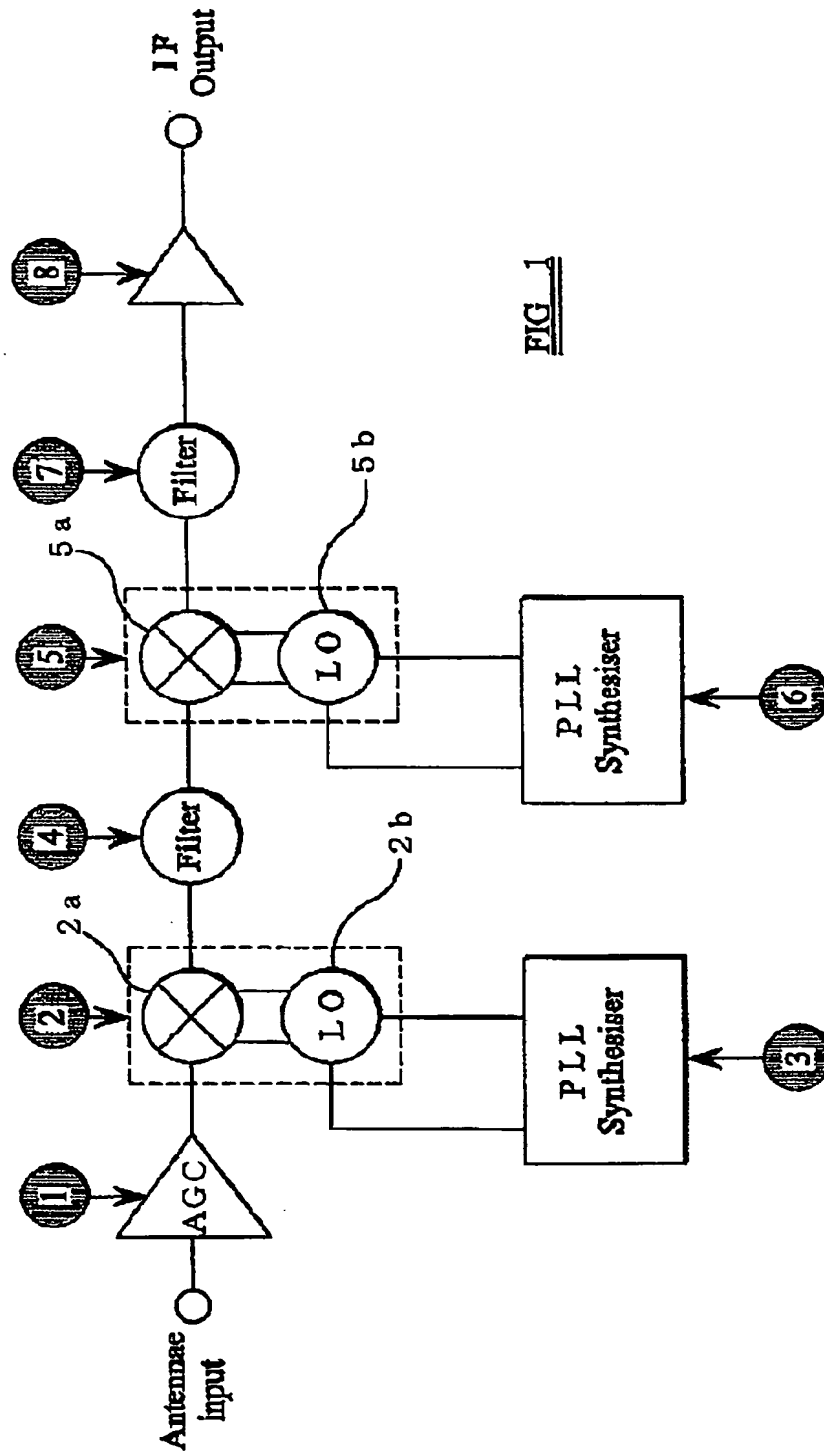 1
2
2a
4
5
5a
7
8
Antennae
input
AGC
Filter
Filter
IF
Output
LO
2b
LO
5b
PLL
Synthesiser
PLL
Synthesiser
3
6
FIG 1